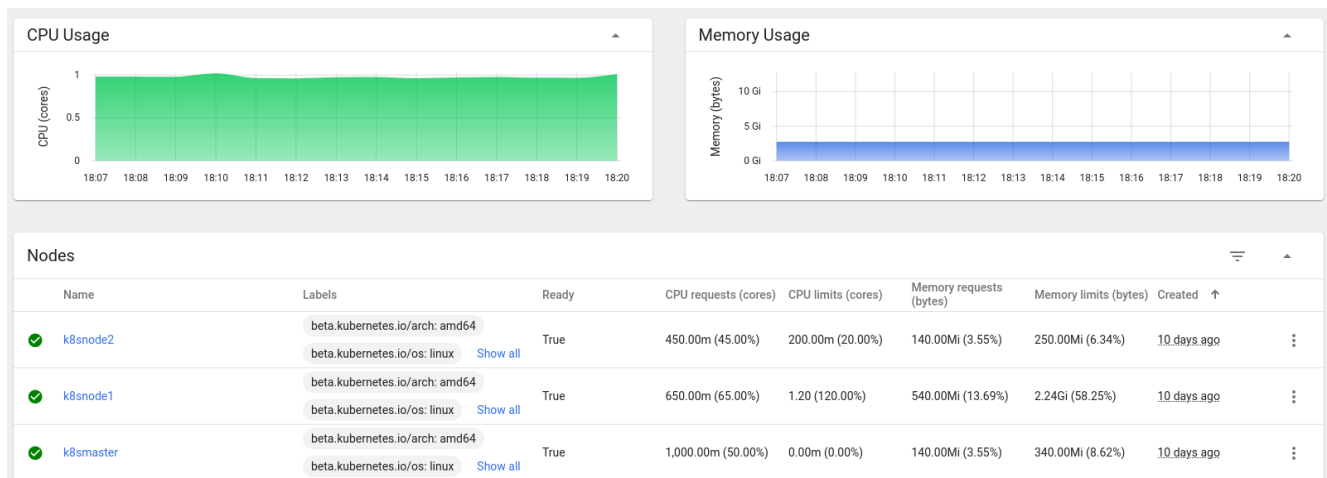 CPU Usage
CPU (cores)
1
0.5
0
18:07 18:08 18:09 18:10 18:11 18:12 18:13 18:14 18:15 18:16 18:17 18:18 18:19 18:20
Memory Usage
Memory (bytes)
10 Gi
5 Gi
0 Gi
18:07 18:08 18:09 18:10 18:11 18:12 18:13 18:14 18:15 18:16 18:17 18:18 18:19 18:20
Nodes
Name Labels Ready CPU requests (cores) CPU limits (cores) Memory requests (bytes) Memory limits (bytes) Created
beta.kubernetes.io/arch: amd64
k8snode2 True 450.00m (45.00%) 200.00m (20.00%) 140.00Mi (3.55%) 250.00Mi (6.34%) 10 days ago
beta.kubernetes.io/os: linux Show all
beta.kubernetes.io/arch: amd64
k8snode1 True 650.00m (65.00%) 1.20 (120.00%) 540.00Mi (13.69%) 2.24Gi (58.25%) 10 days ago
beta.kubernetes.io/os: linux Show all
beta.kubernetes.io/arch: amd64
k8smaster True 1,000.00m (50.00%) 0.00m (0.00%) 140.00Mi (3.55%) 340.00Mi (8.62%) 10 days ago
beta.kubernetes.io/os: linux Show all